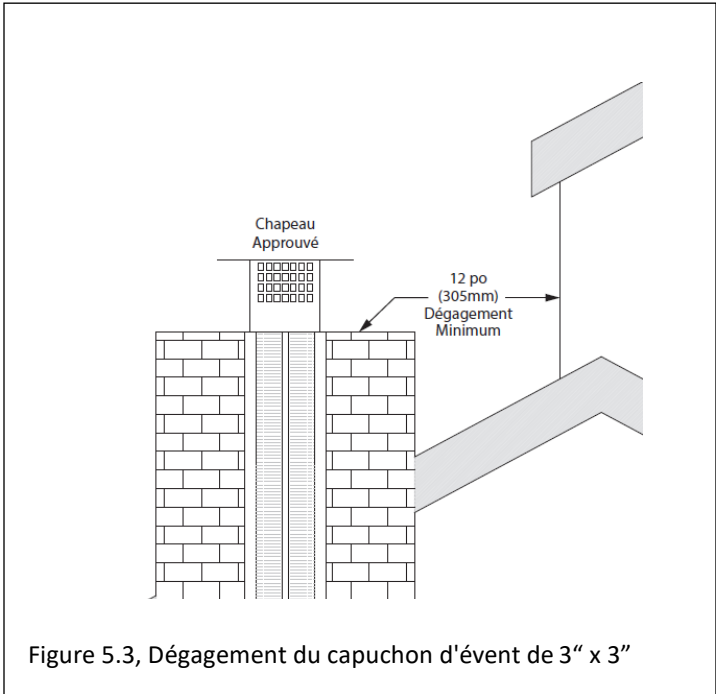 Chapeau
Approuvé
12 po
(305mm)
Dégagement
Minimum
Figure 5.3, Dégagement du capuchon d'évent de 3“ x 3”